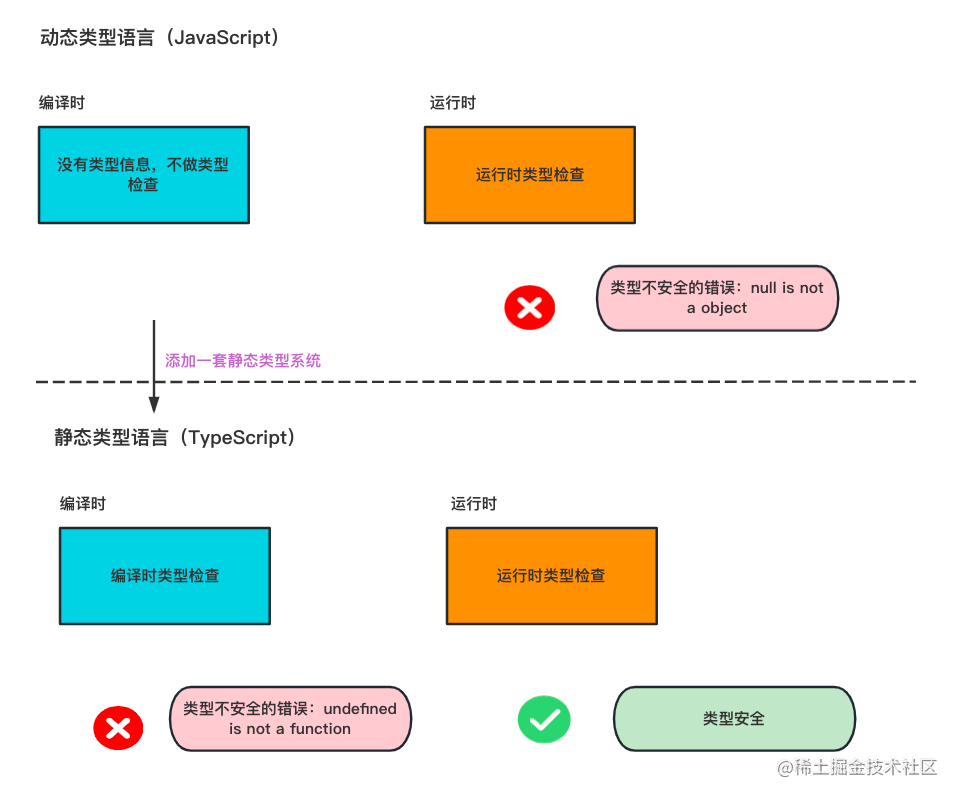 动态类型语言（JavaScript）
编译时
运行时
没有类型信息，不做类型
检查
运行时类型检查
类型不安全的错误：null is not
a object
添加一套静态类型系统
静态类型语言（TypeScript）
编译时
运行时
编译时类型检查
运行时类型检查
类型不安全的错误：undefined
is not a function
类型安全
@稀土掘金技术社区